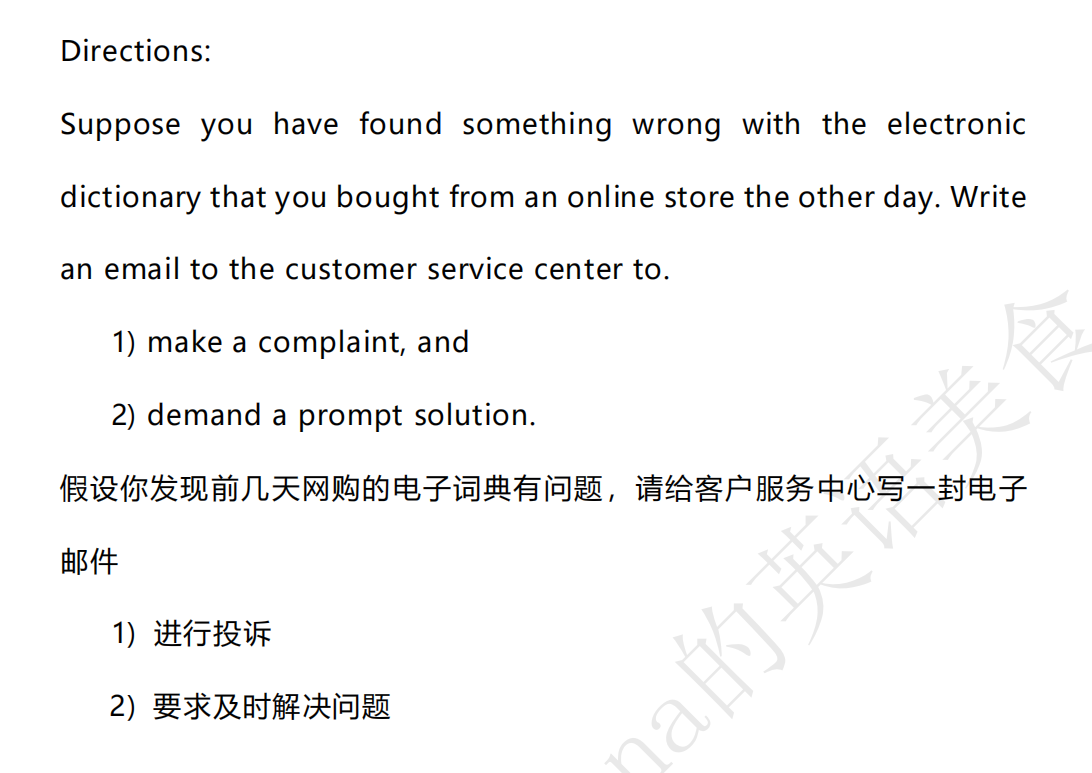 Directions:
Suppose you have found something wrong with the electronic
dictionary that you bought from an online store the other day. Write
an email to the customer service center to.
1) make a complaint, and
2) demand a prompt solution.
假设你发现前几天网购的电子词典有问题，请给客户服务中心写一封电子
邮件
1) 进行投诉
2) 要求及时解决问题
na的英语美食